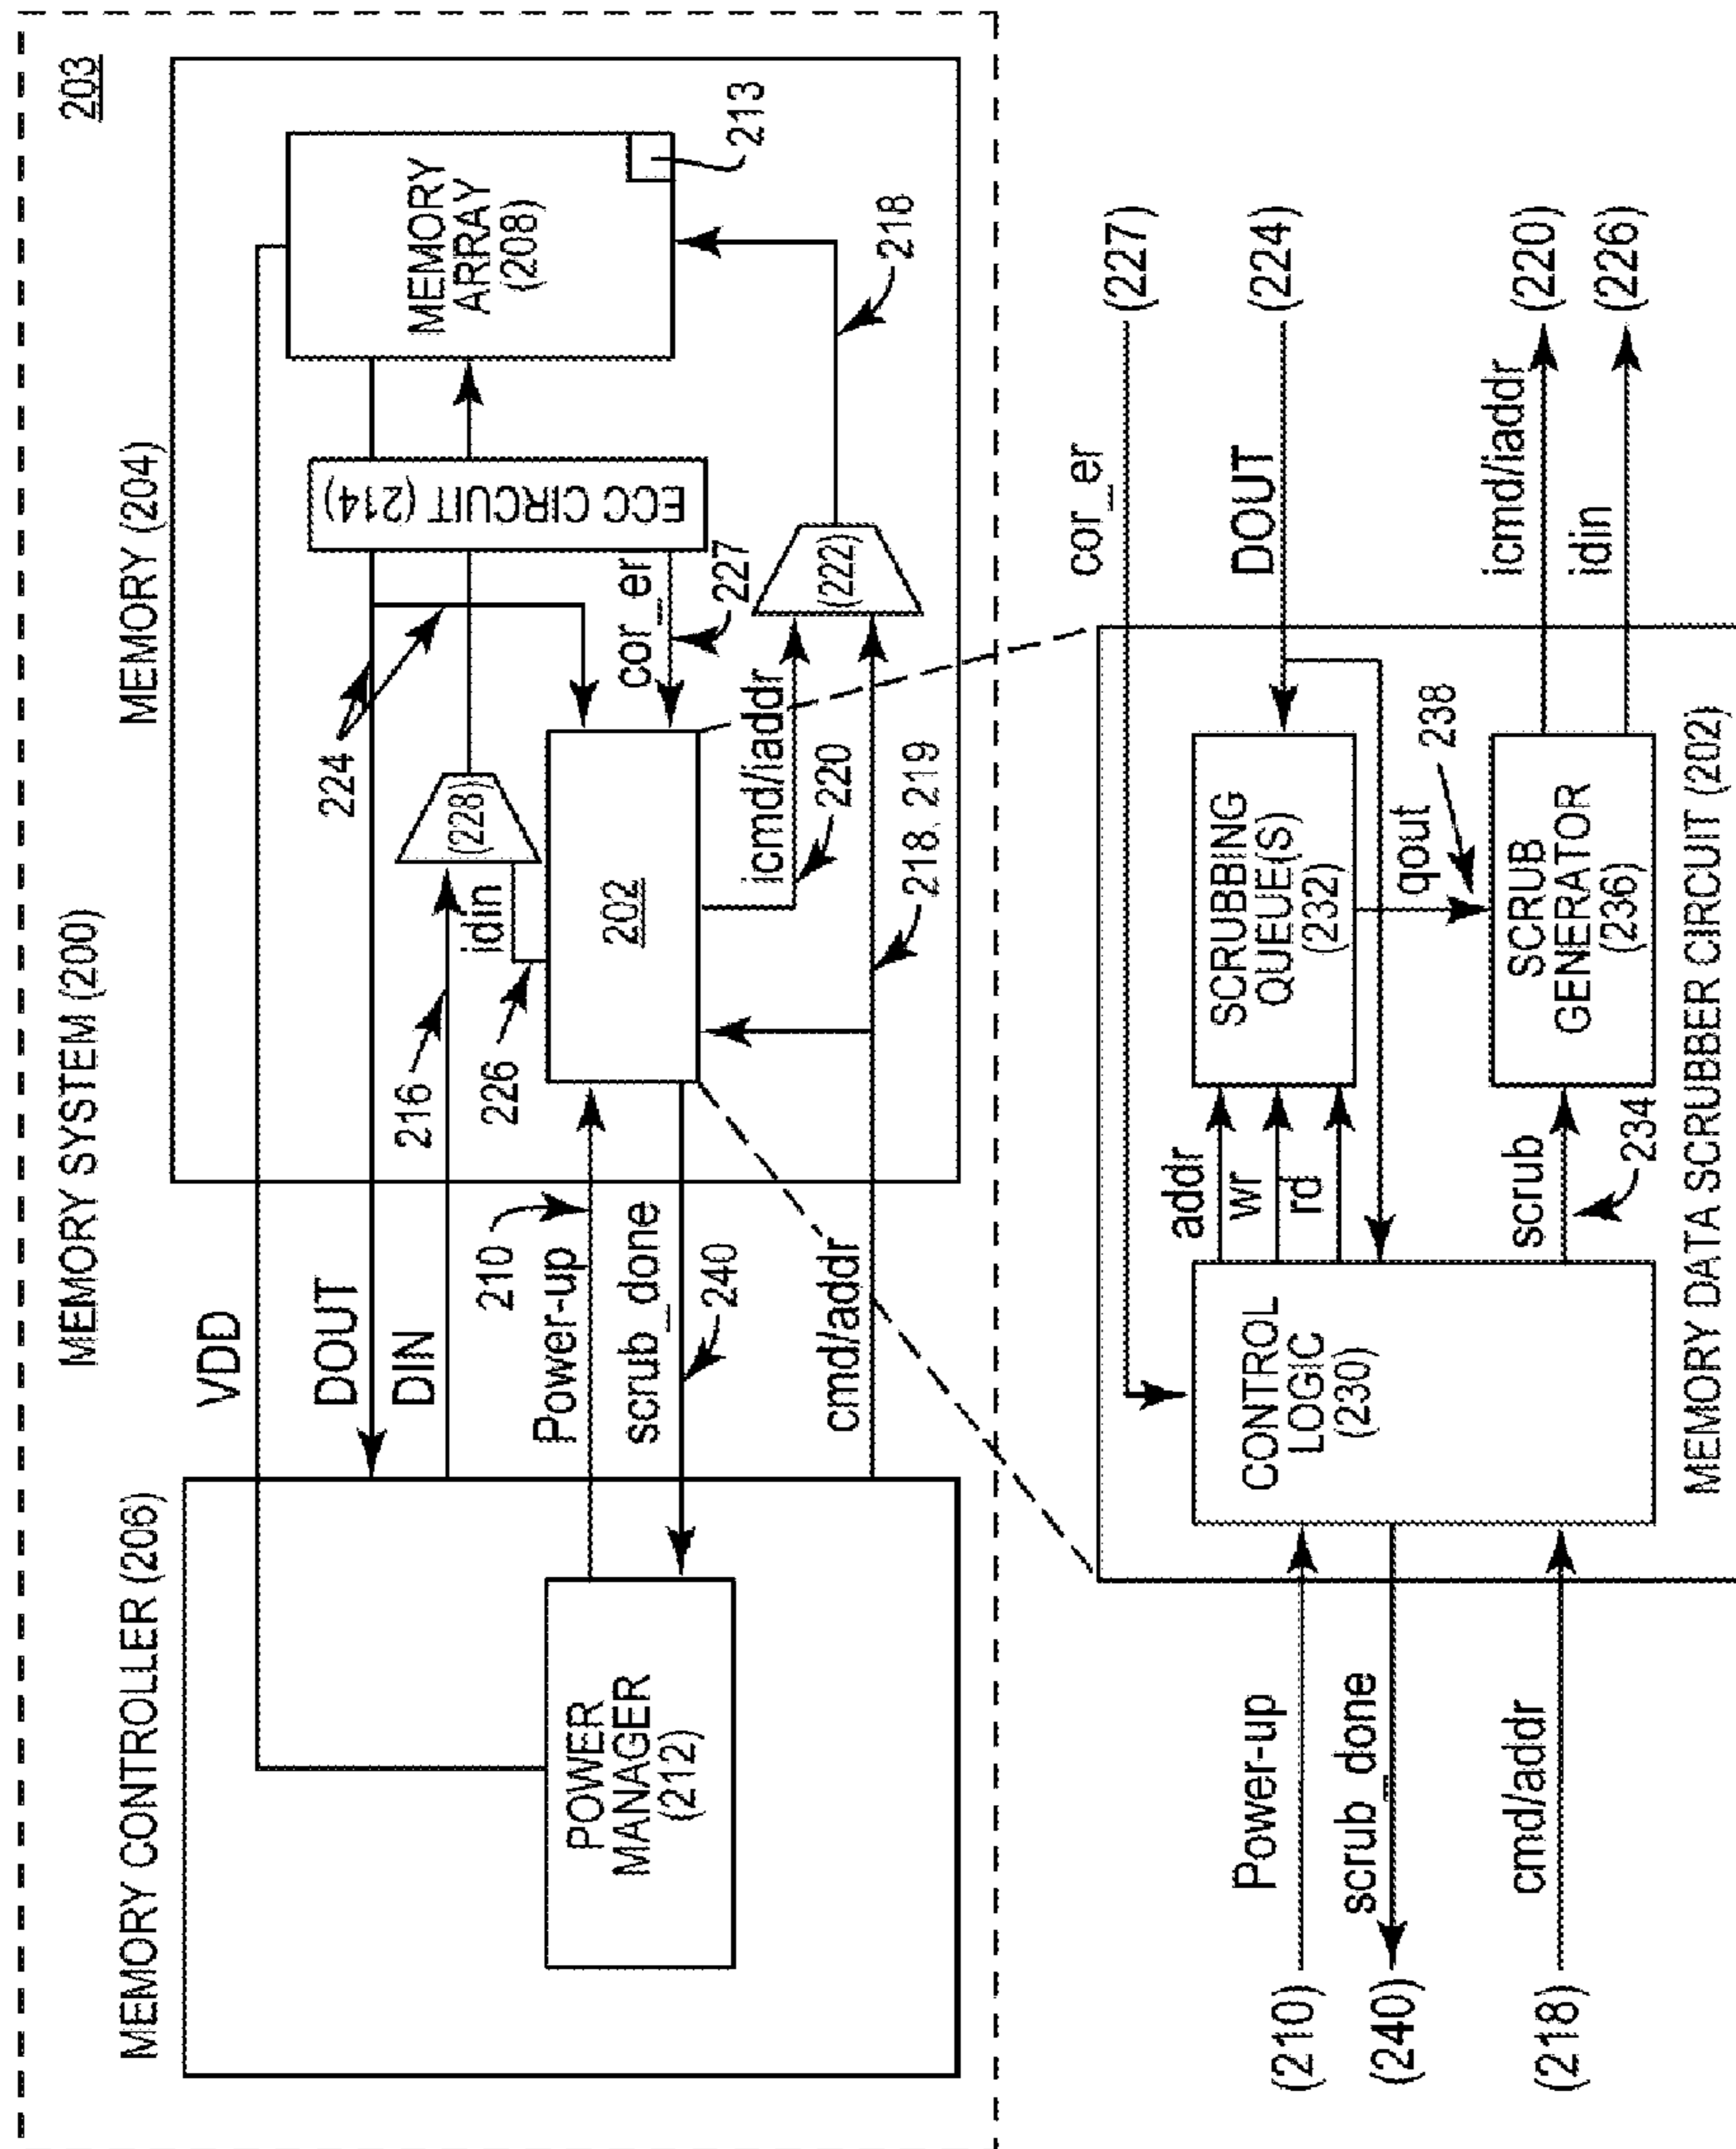 MEMORY SYSTEM (200)
203
MEMORY CONTROLLER (206)
MEMORY (204)
VDD
DOUT
DIN
224
216
MEMORY
ARRAY
(208)
213
ECC CIRCUIT (214)
(228)
idin
226
POWER
MANAGER
(212)
210
Power-up
scrub_done
240
202
cor_er
227
icmd/iaddr
220
(222)
218
cmd/addr
218, 219
cor_er
(227)
DOUT
(224)
Power-up
(210)
scrub_done
(240)
cmd/addr
(218)
CONTROL
LOGIC
(230)
addr
wr
rd
SCRUBBING
QUEUE(S)
(232)
qout
238
scrub
234
SCRUB
GENERATOR
(236)
icmd/iaddr
(220)
idin
(226)
MEMORY DATA SCRUBBER CIRCUIT (202)